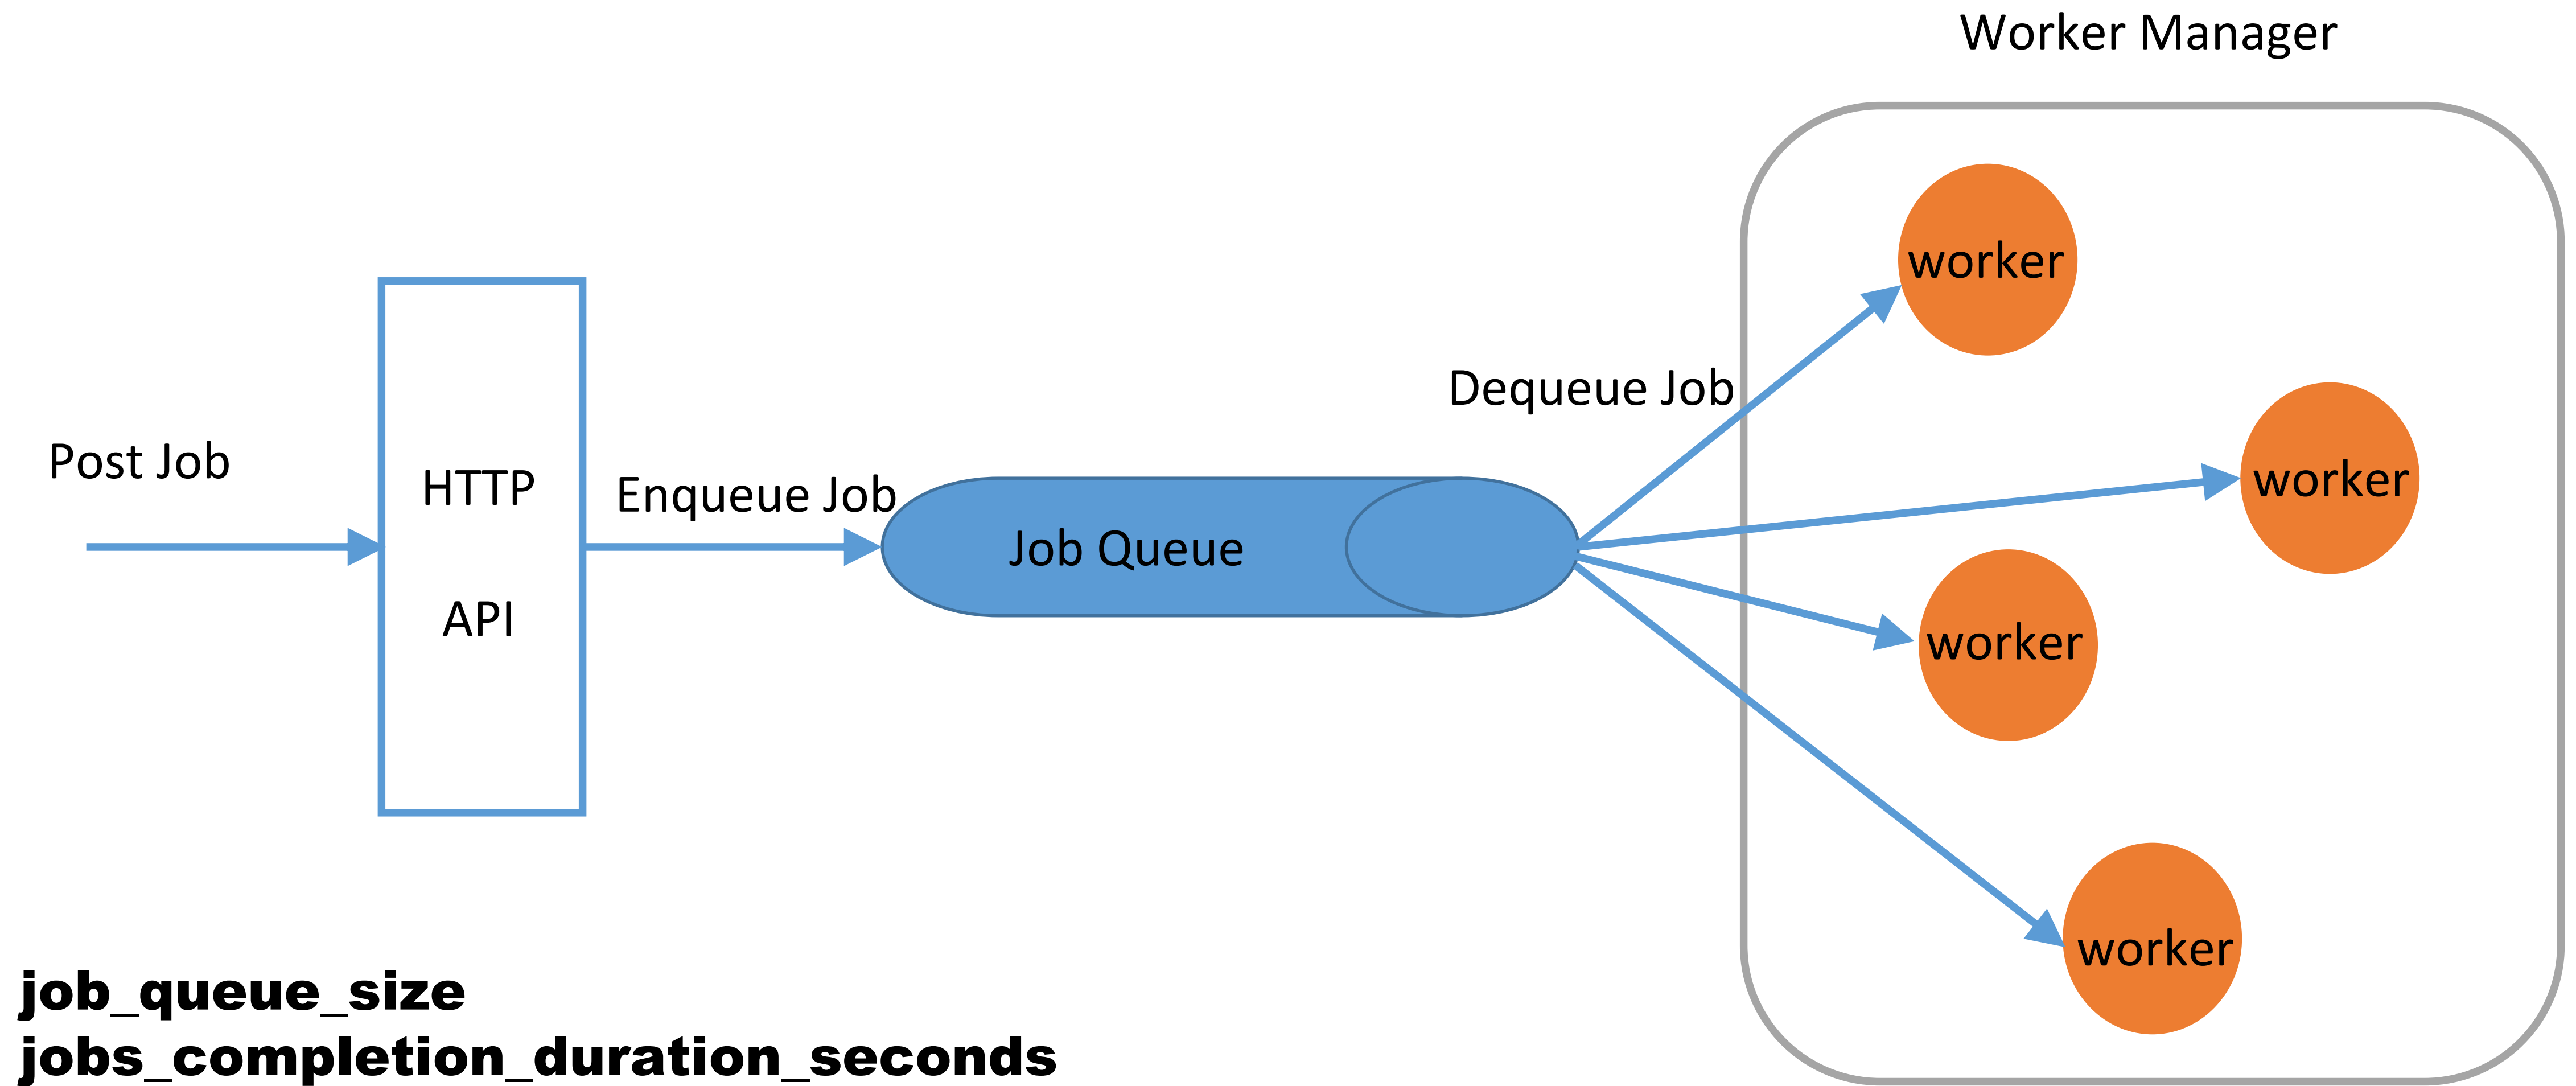 Worker Manager
worker
Dequeue Job
Post Job
HTTP
Enqueue Job
worker
Job Queue
API
worker
worker
job_queue_size
jobs_completion_duration_seconds